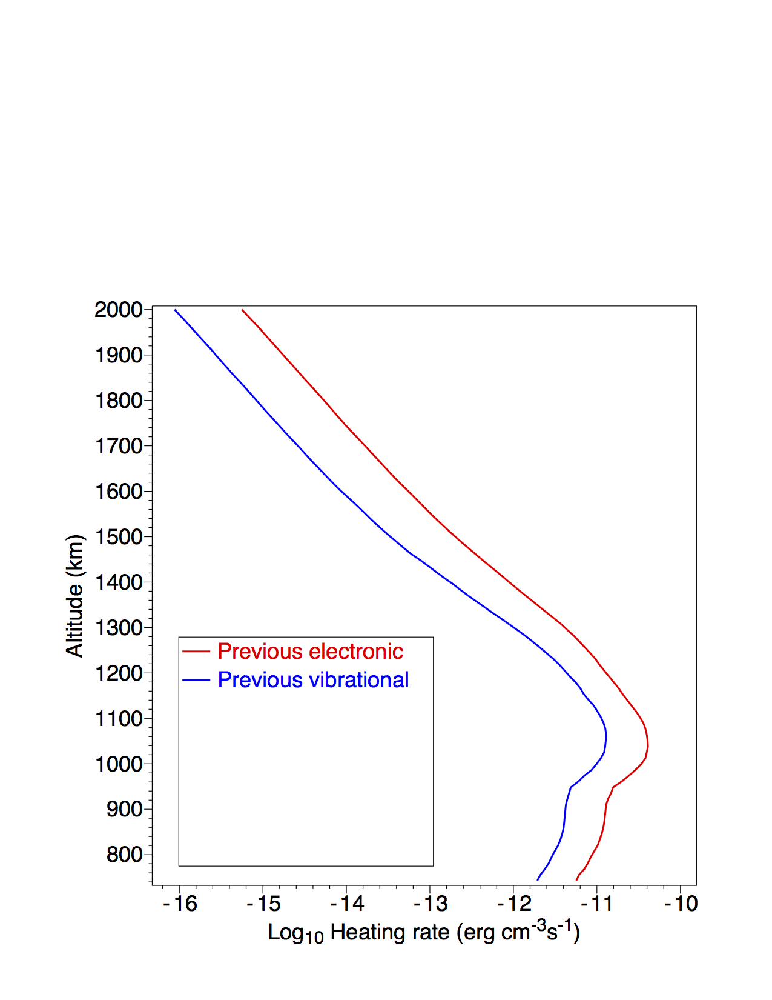 2000
1900
1800
1700
1600
1500
1400
1300
1200
1100
1000
900
800
Altitude (km)
Previous electronic
Previous vibrational
-16 -15 -14 -13 -12 -11 -10
Log10 Heating rate (erg cm-3s-1)